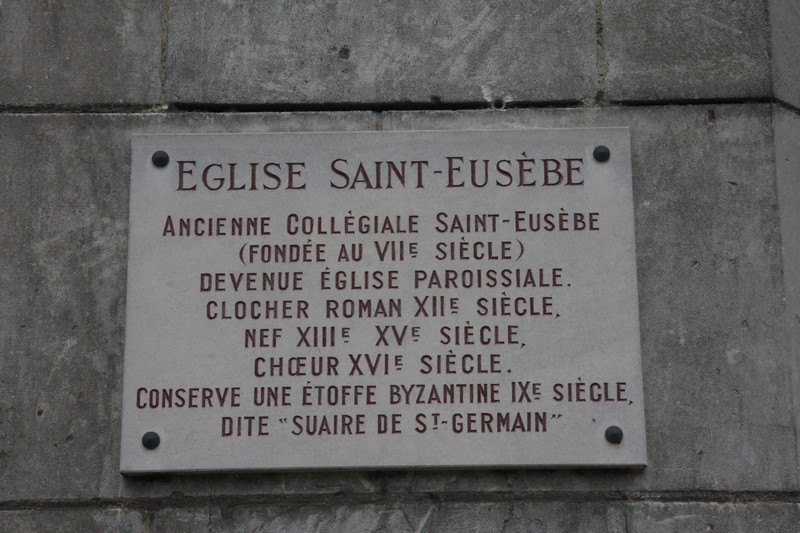 EGLISE SAINT-EUSÈBE
ANCIENNE COLLÈGIALE SAINT-EUSÈBE
(FONDÉE AU VIIE SIÈCLE)
DEVENUE ÉGLISE PAROISSIALE.
CLOCHER ROMAN XIIE SIÈCLE,
NEF XIIIE XVE SIÈCLE,
CHŒUR XVIE SIÈCLE.
CONSERVE UNE ÉTOFFE BYZANTINE IXE SIÈCLE,
DITE "SUAIRE DE ST-GERMAIN"